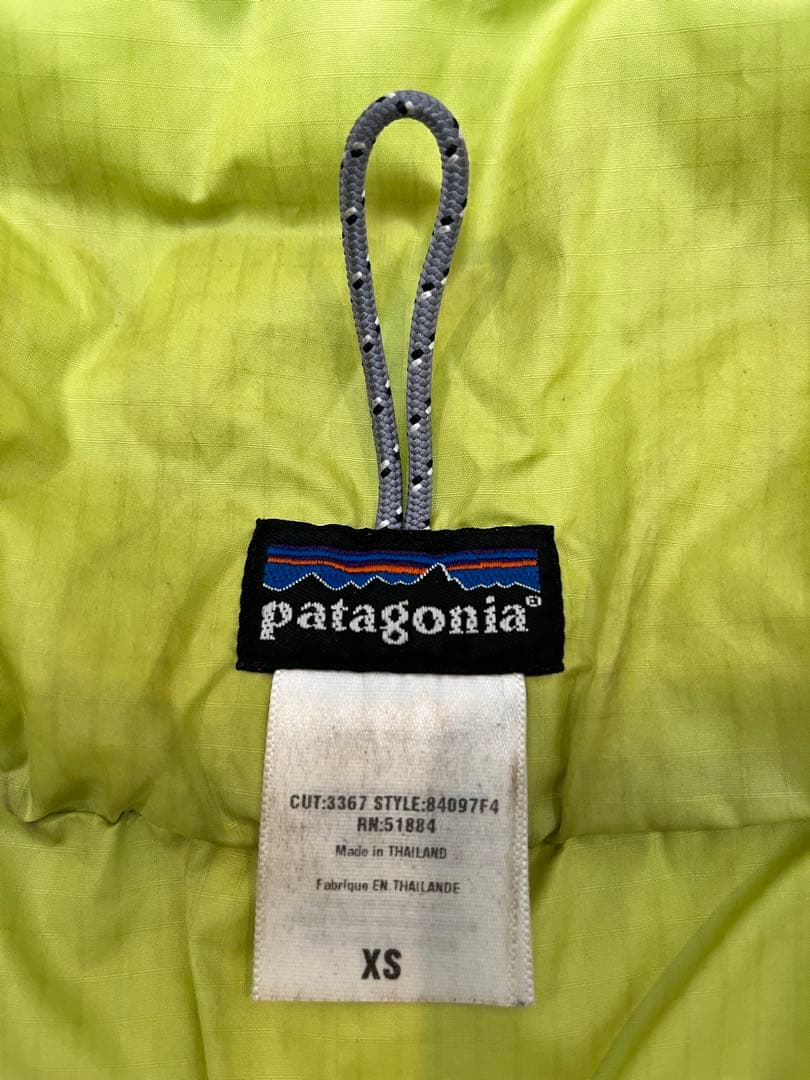 patagonia®
CUT:3367 STYLE:84097F4
RN:51884
Made in THAILAND
Fabrique EN THAILANDE
XS